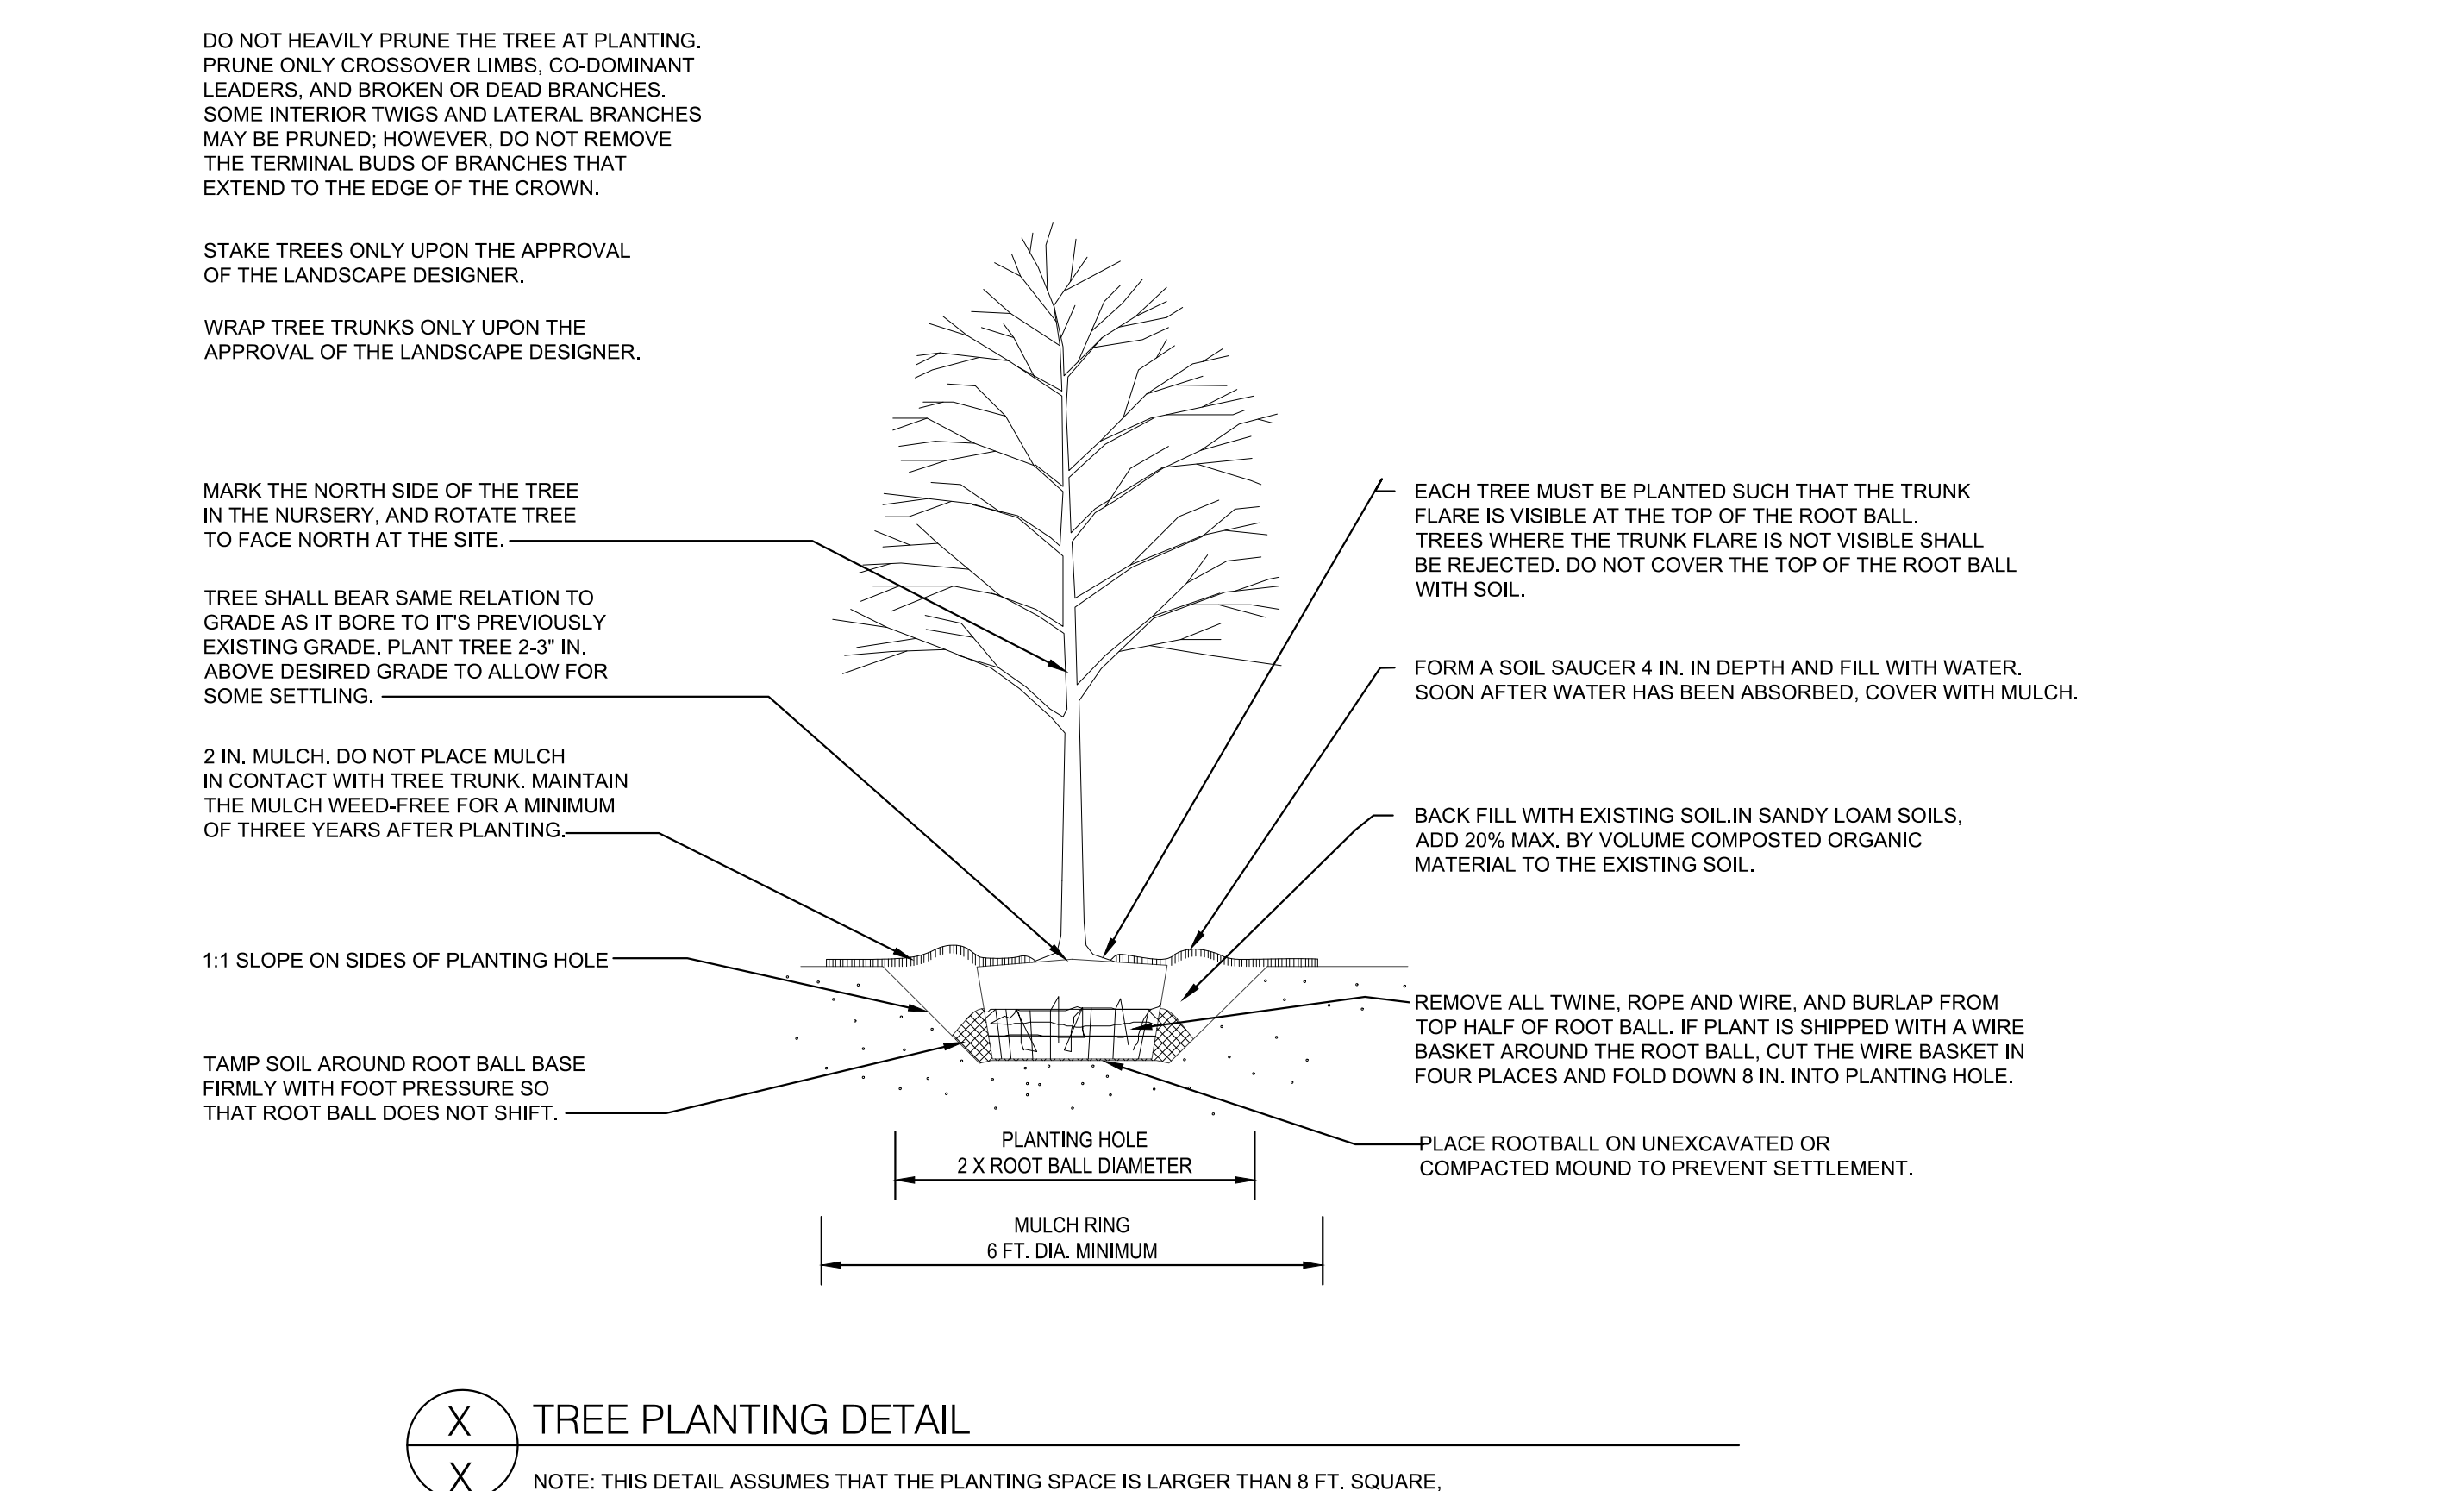 DO NOT HEAVILY PRUNE THE TREE AT PLANTING.
PRUNE ONLY CROSSOVER LIMBS, CO-DOMINANT
LEADERS, AND BROKEN OR DEAD BRANCHES.
SOME INTERIOR TWIGS AND LATERAL BRANCHES
MAY BE PRUNED; HOWEVER, DO NOT REMOVE
THE TERMINAL BUDS OF BRANCHES THAT
EXTEND TO THE EDGE OF THE CROWN.
STAKE TREES ONLY UPON THE APPROVAL
OF THE LANDSCAPE DESIGNER.
WRAP TREE TRUNKS ONLY UPON THE
APPROVAL OF THE LANDSCAPE DESIGNER.
MARK THE NORTH SIDE OF THE TREE
IN THE NURSERY, AND ROTATE TREE
TO FACE NORTH AT THE SITE.
TREE SHALL BEAR SAME RELATION TO
GRADE AS IT BORE TO IT'S PREVIOUSLY
EXISTING GRADE. PLANT TREE 2-3" IN.
ABOVE DESIRED GRADE TO ALLOW FOR
SOME SETTLING.
2 IN. MULCH. DO NOT PLACE MULCH
IN CONTACT WITH TREE TRUNK. MAINTAIN
THE MULCH WEED-FREE FOR A MINIMUM
OF THREE YEARS AFTER PLANTING.
1:1 SLOPE ON SIDES OF PLANTING HOLE
TAMP SOIL AROUND ROOT BALL BASE
FIRMLY WITH FOOT PRESSURE SO
THAT ROOT BALL DOES NOT SHIFT.
EACH TREE MUST BE PLANTED SUCH THAT THE TRUNK
FLARE IS VISIBLE AT THE TOP OF THE ROOT BALL.
TREES WHERE THE TRUNK FLARE IS NOT VISIBLE SHALL
BE REJECTED. DO NOT COVER THE TOP OF THE ROOT BALL
WITH SOIL.
FORM A SOIL SAUCER 4 IN. IN DEPTH AND FILL WITH WATER.
SOON AFTER WATER HAS BEEN ABSORBED, COVER WITH MULCH.
BACK FILL WITH EXISTING SOIL.IN SANDY LOAM SOILS,
ADD 20% MAX. BY VOLUME COMPOSTED ORGANIC
MATERIAL TO THE EXISTING SOIL.
REMOVE ALL TWINE, ROPE AND WIRE, AND BURLAP FROM
TOP HALF OF ROOT BALL. IF PLANT IS SHIPPED WITH A WIRE
BASKET AROUND THE ROOT BALL, CUT THE WIRE BASKET IN
FOUR PLACES AND FOLD DOWN 8 IN. INTO PLANTING HOLE.
PLACE ROOTBALL ON UNEXCAVATED OR
COMPACTED MOUND TO PREVENT SETTLEMENT.
PLANTING HOLE
2 X ROOT BALL DIAMETER
MULCH RING
6 FT. DIA. MINIMUM
X
TREE PLANTING DETAIL
X
NOTE: THIS DETAIL ASSUMES THAT THE PLANTING SPACE IS LARGER THAN 8 FT. SQUARE,